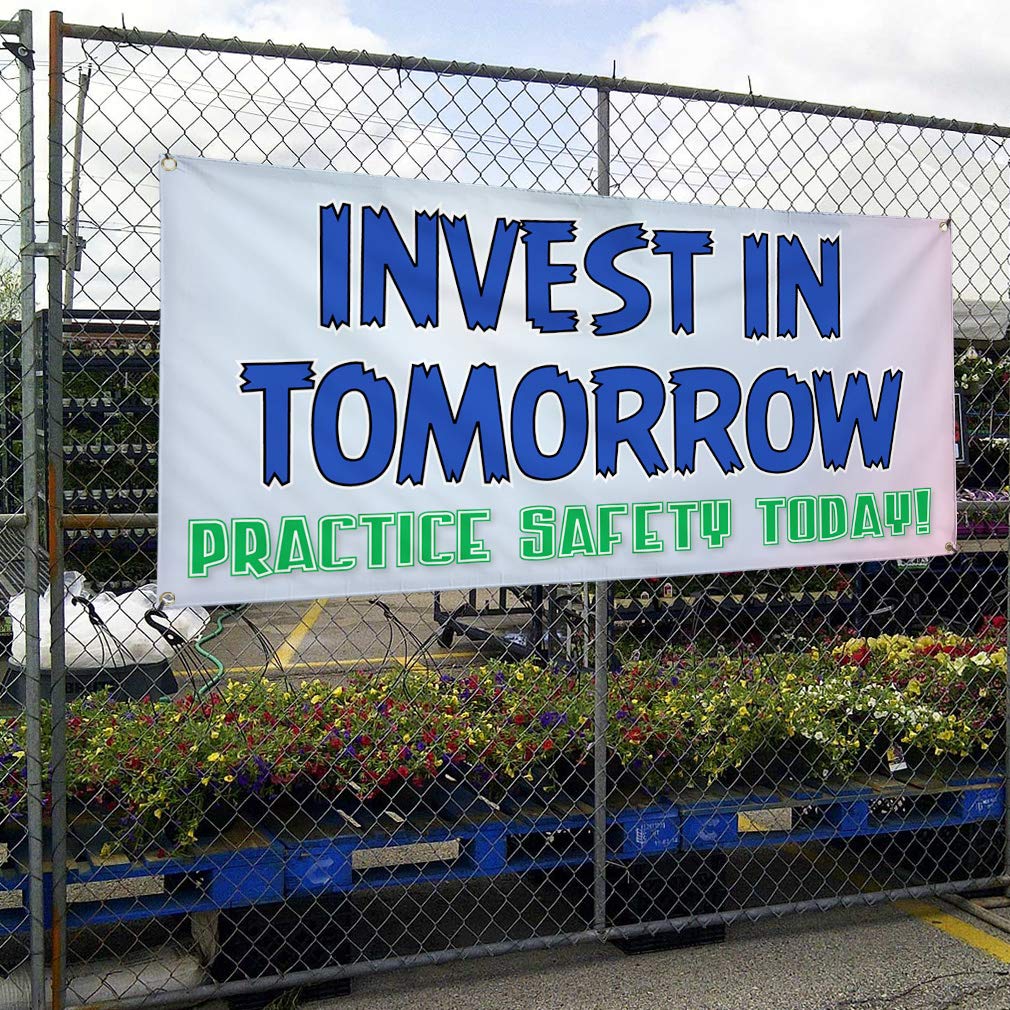 INVEST IN
TOMORROW
PRACTICE SAFETY TODAY!